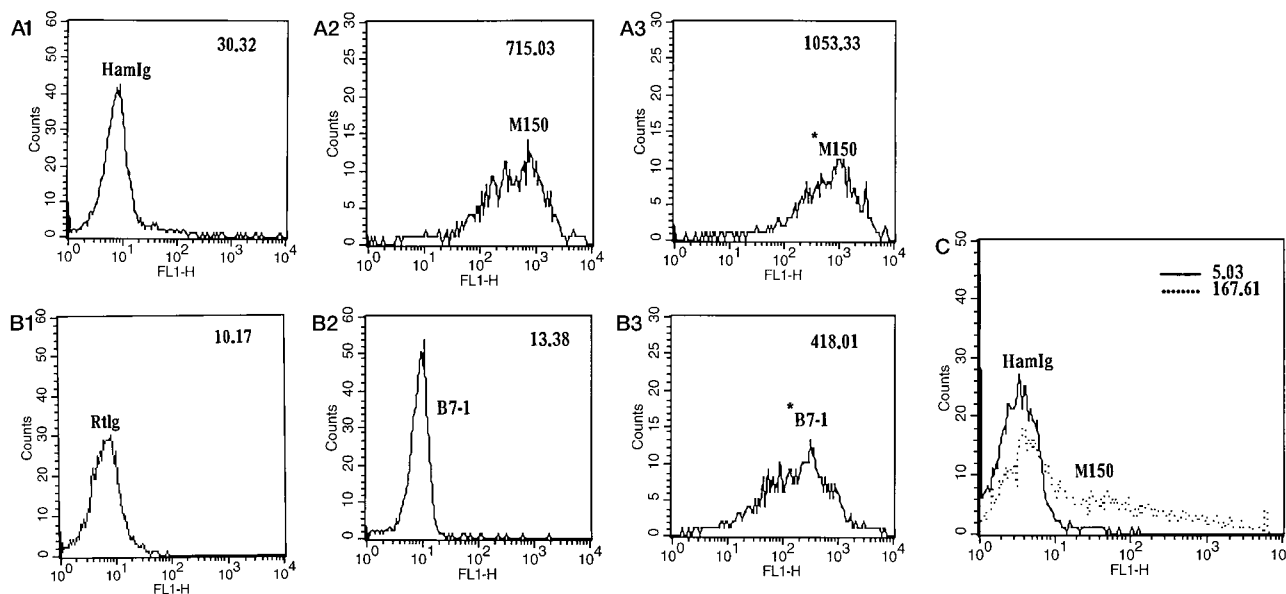 A1
60
50
40
30
20
10
0
Counts
30.32
HamIg
10^0 10^1 10^2 10^3 10^4
FL1-H
A2
30
25
20
15
10
5
0
Counts
715.03
M150
10^0 10^1 10^2 10^3 10^4
FL1-H
A3
30
25
20
15
10
5
0
Counts
1053.33
*M150
10^0 10^1 10^2 10^3 10^4
FL1-H
B1
60
50
40
30
20
10
0
Counts
10.17
RtIg
10^0 10^1 10^2 10^3 10^4
FL1-H
B2
60
50
40
30
20
10
0
Counts
13.38
B7-1
10^0 10^1 10^2 10^3 10^4
FL1-H
B3
30
25
20
15
10
5
0
Counts
418.01
*B7-1
10^0 10^1 10^2 10^3 10^4
FL1-H
C
50
40
30
20
10
0
Counts
5.03
167.61
HamIg
M150
10^0 10^1 10^2 10^3 10
FL1-H